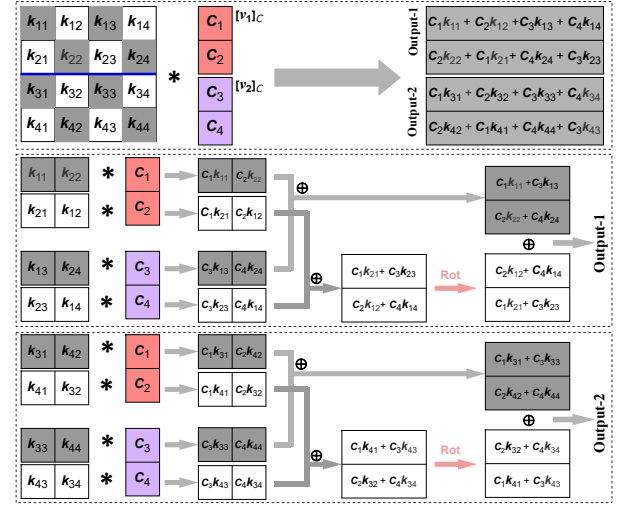 k11 k12 k13 k14
k21 k22 k23 k24
k31 k32 k33 k34
k41 k42 k43 k44
*
C1 [v1]C
C2
C3 [v2]C
C4
Output-1
C1k11 + C2k12 + C3k13 + C4k14
C2k22 + C1k21 + C4k24 + C3k23
Output-2
C1k31 + C2k32 + C3k33 + C4k34
C2k42 + C1k41 + C4k44 + C3k43
k11 k22 * C1 C1k11 C2k22 ⊕
k21 k12 * C2 C1k21 C2k12
k13 k24 * C3 C3k13 C4k24
k23 k14 * C4 C3k23 C4k14 ⊕
C1k21 + C3k23
C2k12 + C4k14
Rot
C1k11 + C3k13
C2k22 + C4k24
⊕
C2k12 + C4k14
C1k21 + C3k23
Output-1
k31 k42 * C1 C1k31 C2k42 ⊕
k41 k32 * C2 C1k41 C2k32
k33 k44 * C3 C3k33 C4k44
k43 k34 * C4 C3k43 C4k34 ⊕
C1k41 + C3k43
C2k32 + C4k34
Rot
C1k31 + C3k33
C2k42 + C4k44
⊕
C2k32 + C4k34
C1k41 + C3k43
Output-2